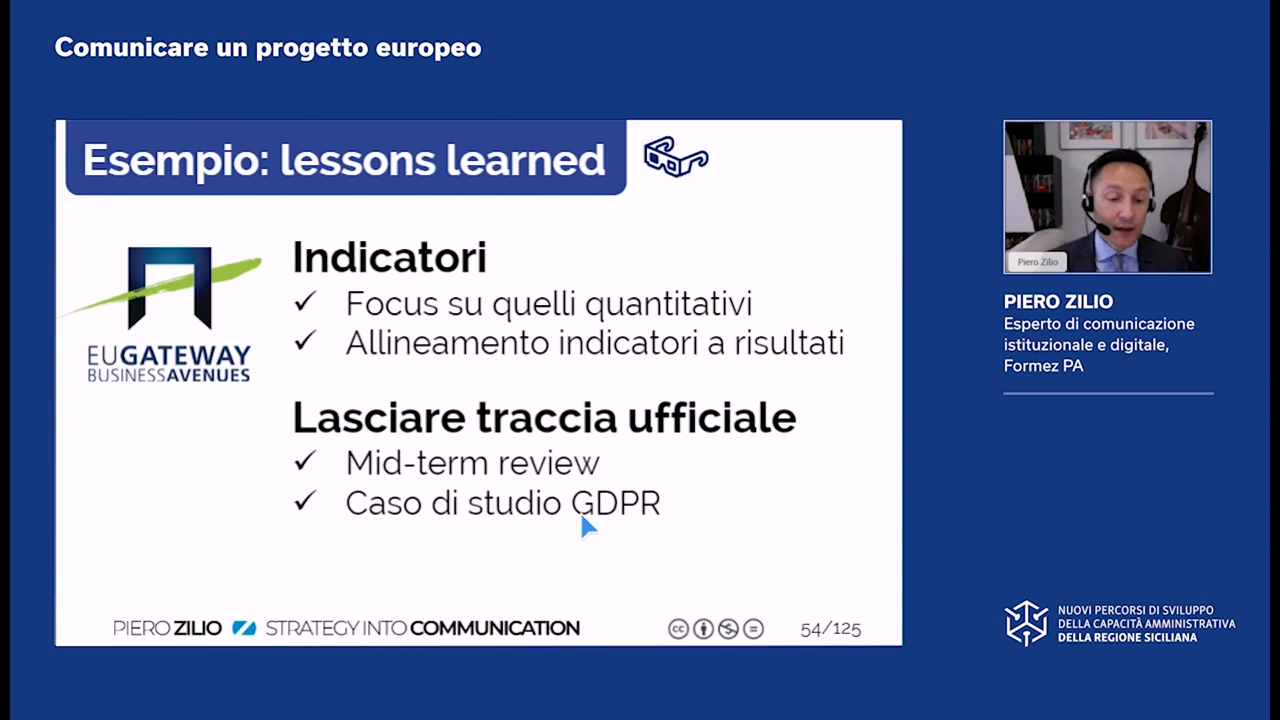 Comunicare un progetto europeo
Esempio: lessons learned
EUGATEWAY
BUSINESSAVENUES
Indicatori
✓ Focus su quelli quantitativi
✓ Allineamento indicatori a risultati
Lasciare traccia ufficiale
✓ Mid-term review
✓ Caso di studio GDPR
PIERO ZILIO STRATEGY INTO COMMUNICATION
cc
54/125
Piero Zilio
PIERO ZILIO
Esperto di comunicazione
istituzionale e digitale,
Formez PA
NUOVI PERCORSI DI SVILUPPO
DELLA CAPACITÀ AMMINISTRATIVA
DELLA REGIONE SICILIANA